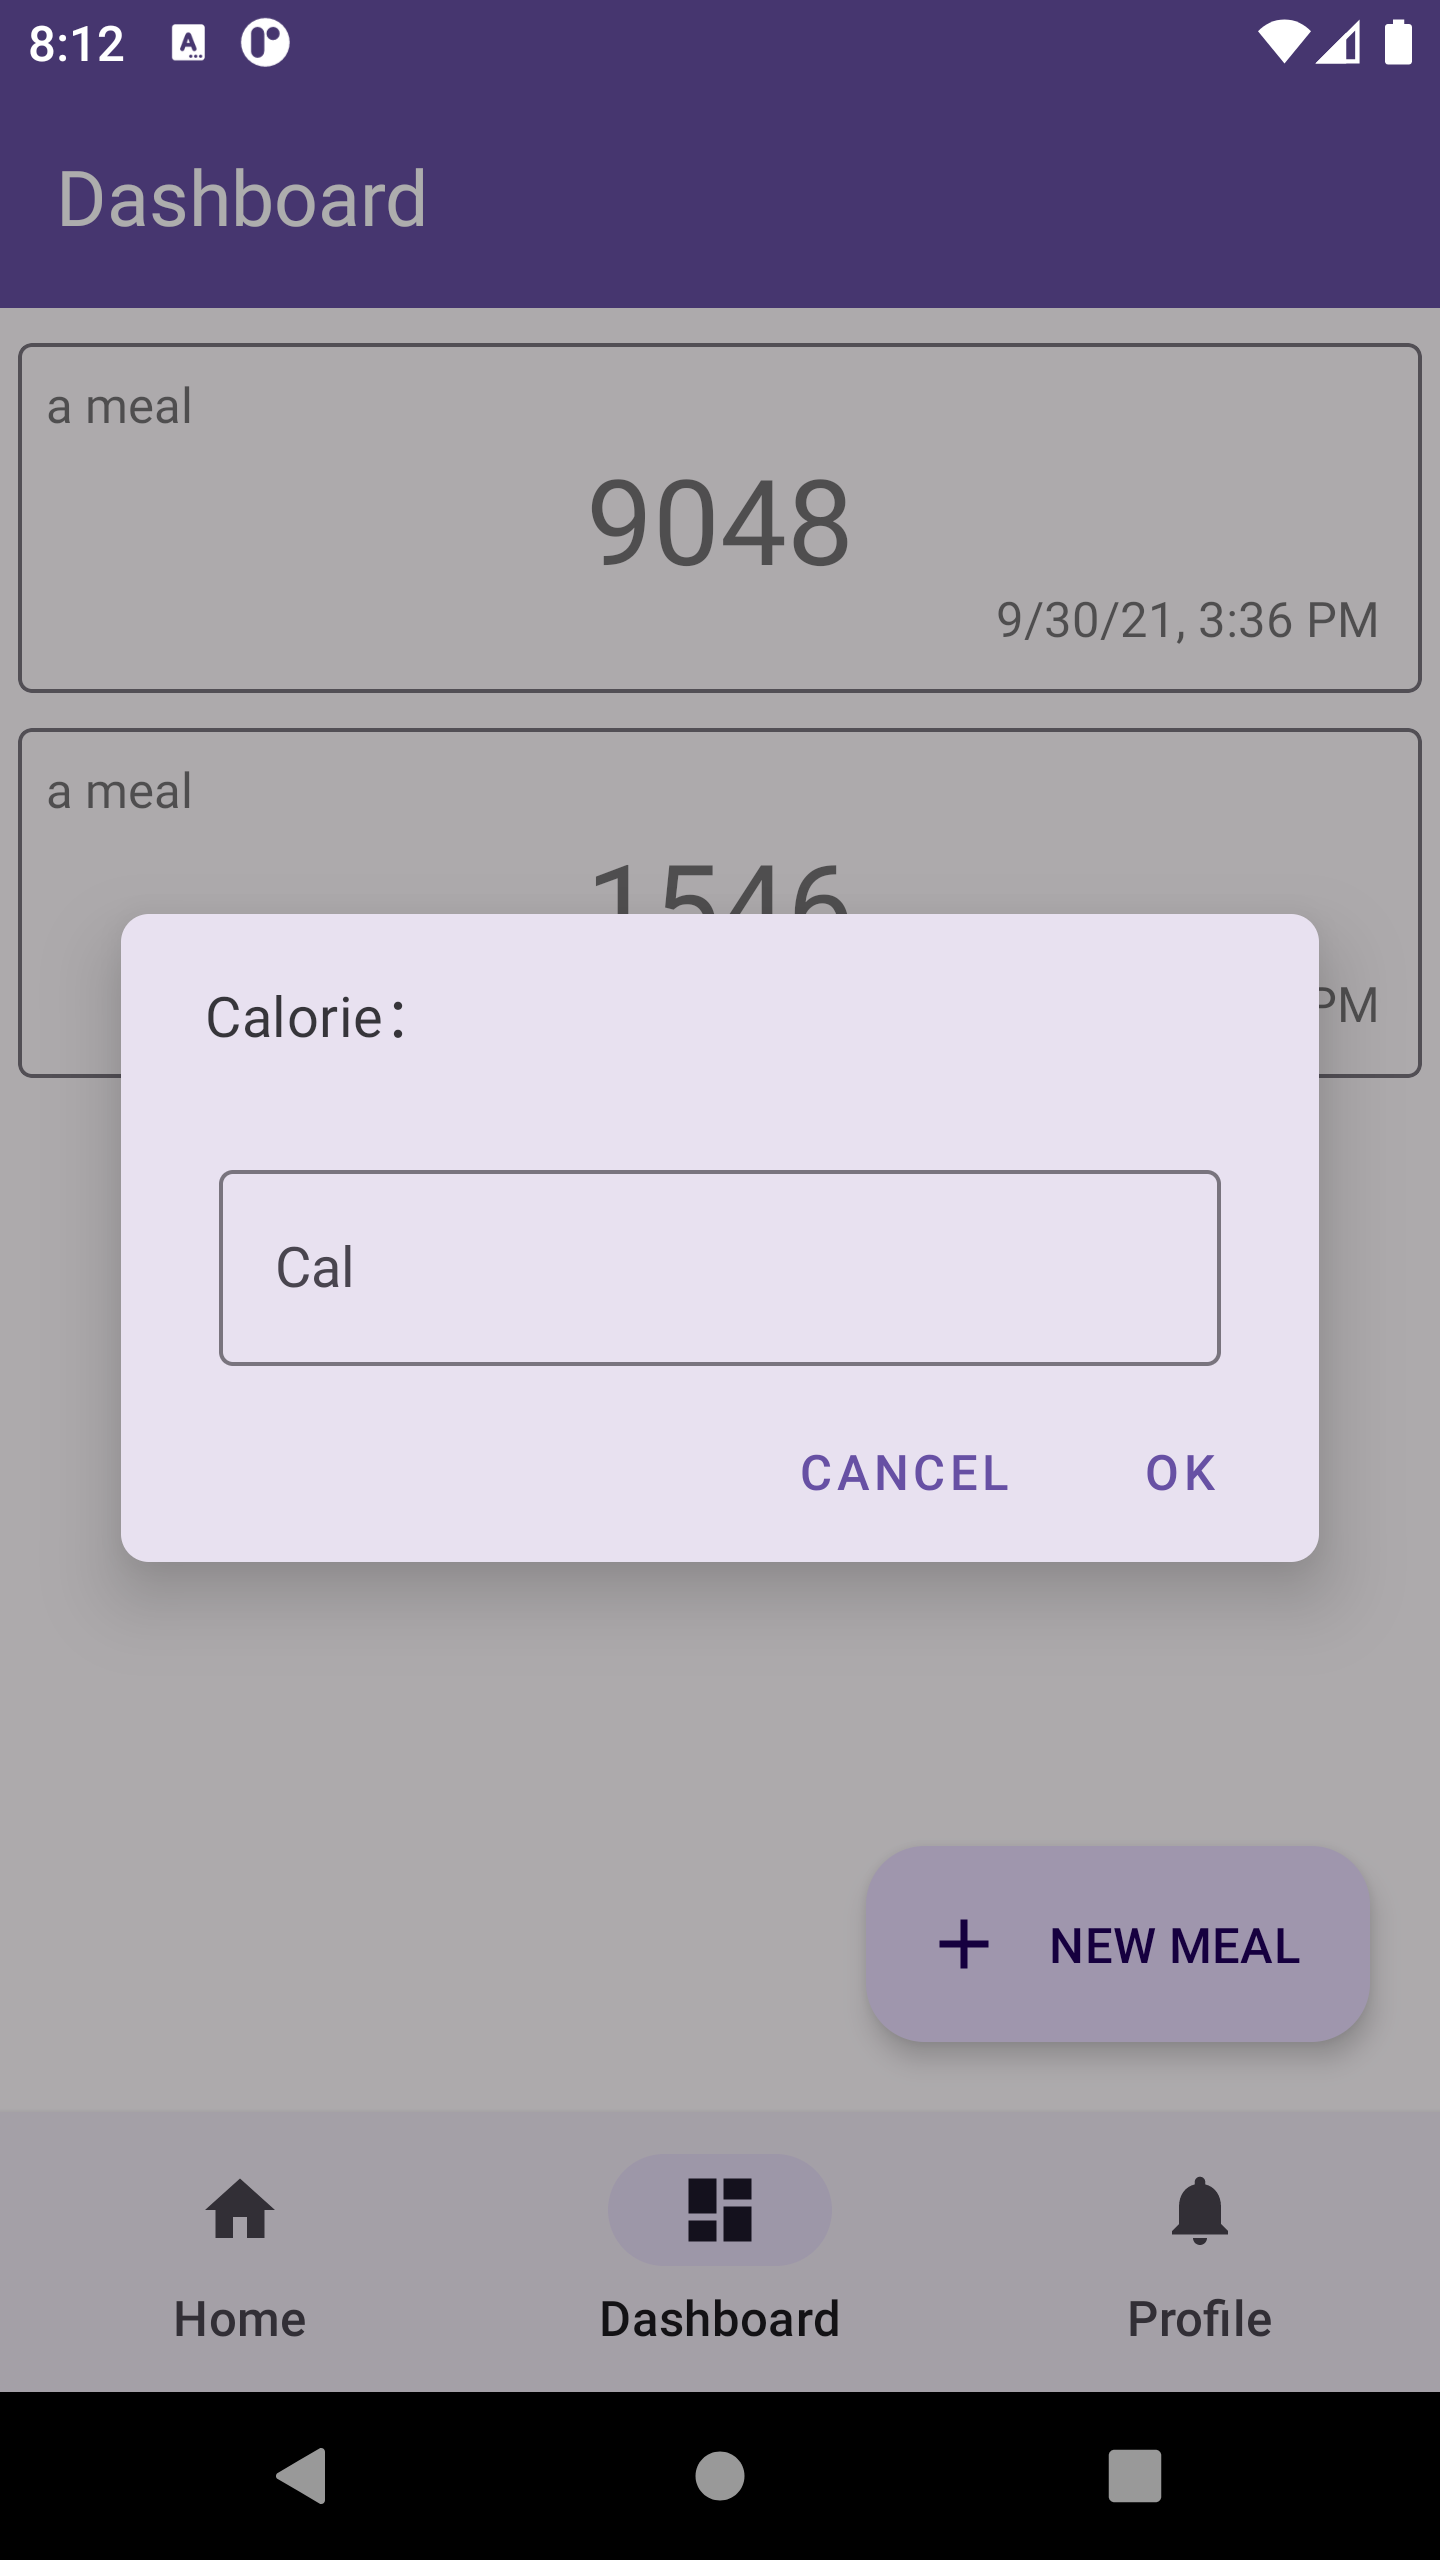 8:12
Dashboard
a meal
9048
9/30/21, 3:36 PM
a meal
1546
PM
Calorie:
Cal
CANCEL OK
NEW MEAL
Home Dashboard Profile